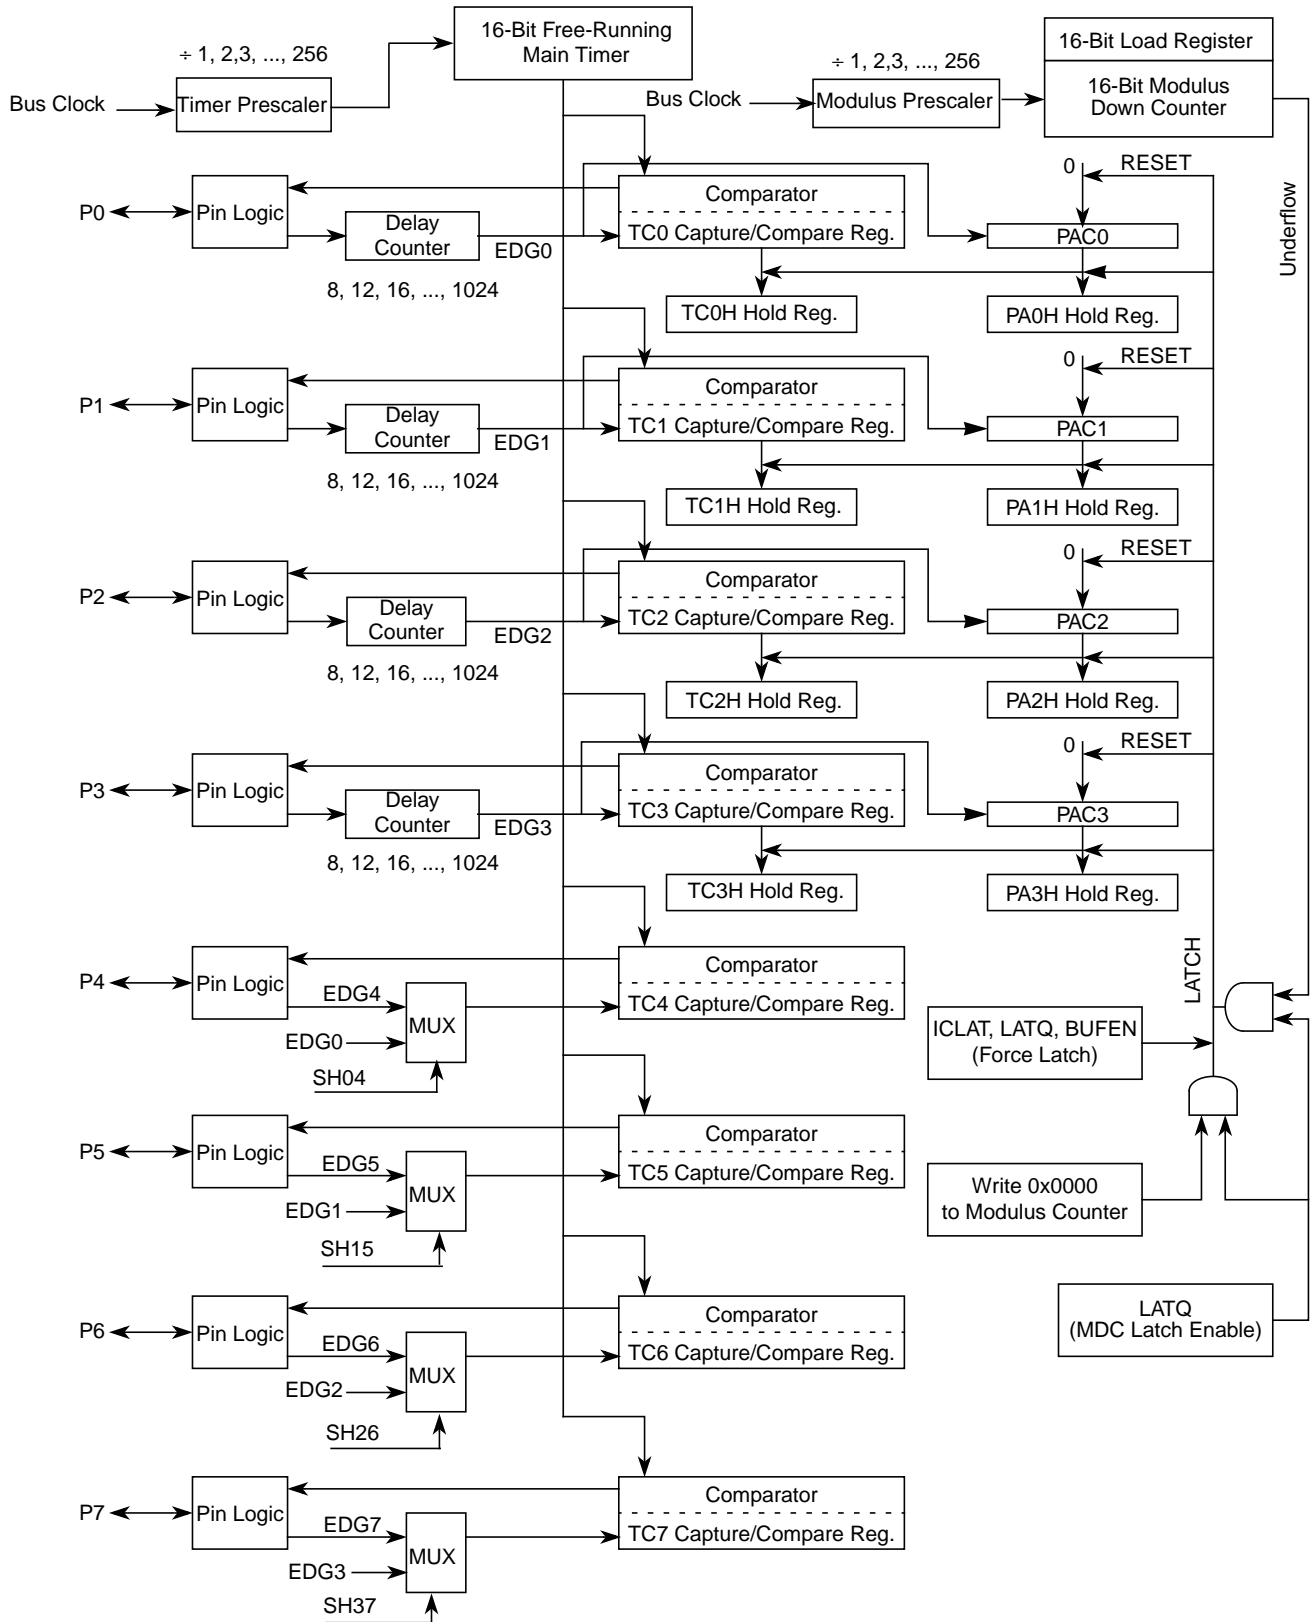 16-Bit Free-Running
Main Timer
÷ 1, 2,3, ..., 256
Bus Clock
Timer Prescaler
÷ 1, 2,3, ..., 256
Bus Clock
Modulus Prescaler
16-Bit Load Register
16-Bit Modulus
Down Counter
Underflow
P0
Pin Logic
Delay
Counter
8, 12, 16, ..., 1024
EDG0
Comparator
TC0 Capture/Compare Reg.
TC0H Hold Reg.
0
RESET
PAC0
PA0H Hold Reg.
P1
Pin Logic
Delay
Counter
8, 12, 16, ..., 1024
EDG1
Comparator
TC1 Capture/Compare Reg.
TC1H Hold Reg.
0
RESET
PAC1
PA1H Hold Reg.
P2
Pin Logic
Delay
Counter
8, 12, 16, ..., 1024
EDG2
Comparator
TC2 Capture/Compare Reg.
TC2H Hold Reg.
0
RESET
PAC2
PA2H Hold Reg.
P3
Pin Logic
Delay
Counter
8, 12, 16, ..., 1024
EDG3
Comparator
TC3 Capture/Compare Reg.
TC3H Hold Reg.
0
RESET
PAC3
PA3H Hold Reg.
P4
Pin Logic
EDG4
EDG0
MUX
SH04
Comparator
TC4 Capture/Compare Reg.
LATCH
ICLAT, LATQ, BUFEN
(Force Latch)
P5
Pin Logic
EDG5
EDG1
MUX
SH15
Comparator
TC5 Capture/Compare Reg.
Write 0x0000
to Modulus Counter
P6
Pin Logic
EDG6
EDG2
MUX
SH26
Comparator
TC6 Capture/Compare Reg.
LATQ
(MDC Latch Enable)
P7
Pin Logic
EDG7
EDG3
MUX
SH37
Comparator
TC7 Capture/Compare Reg.